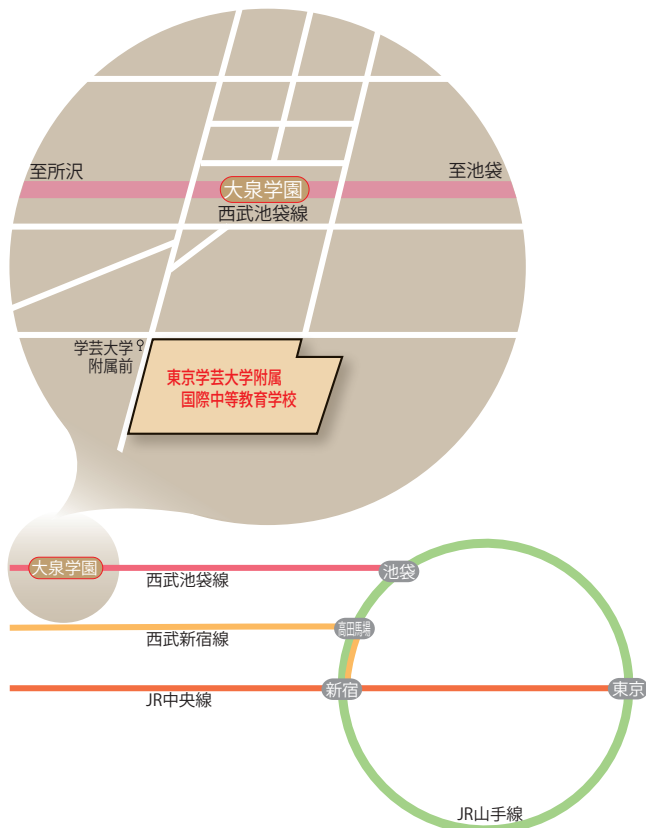 至所沢
至池袋
大泉学園
西武池袋線
学芸大学
附属前
東京学芸大学附属
国際中等教育学校
大泉学園
西武池袋線
池袋
高田馬場
西武新宿線
新宿
東京
JR中央線
JR山手線